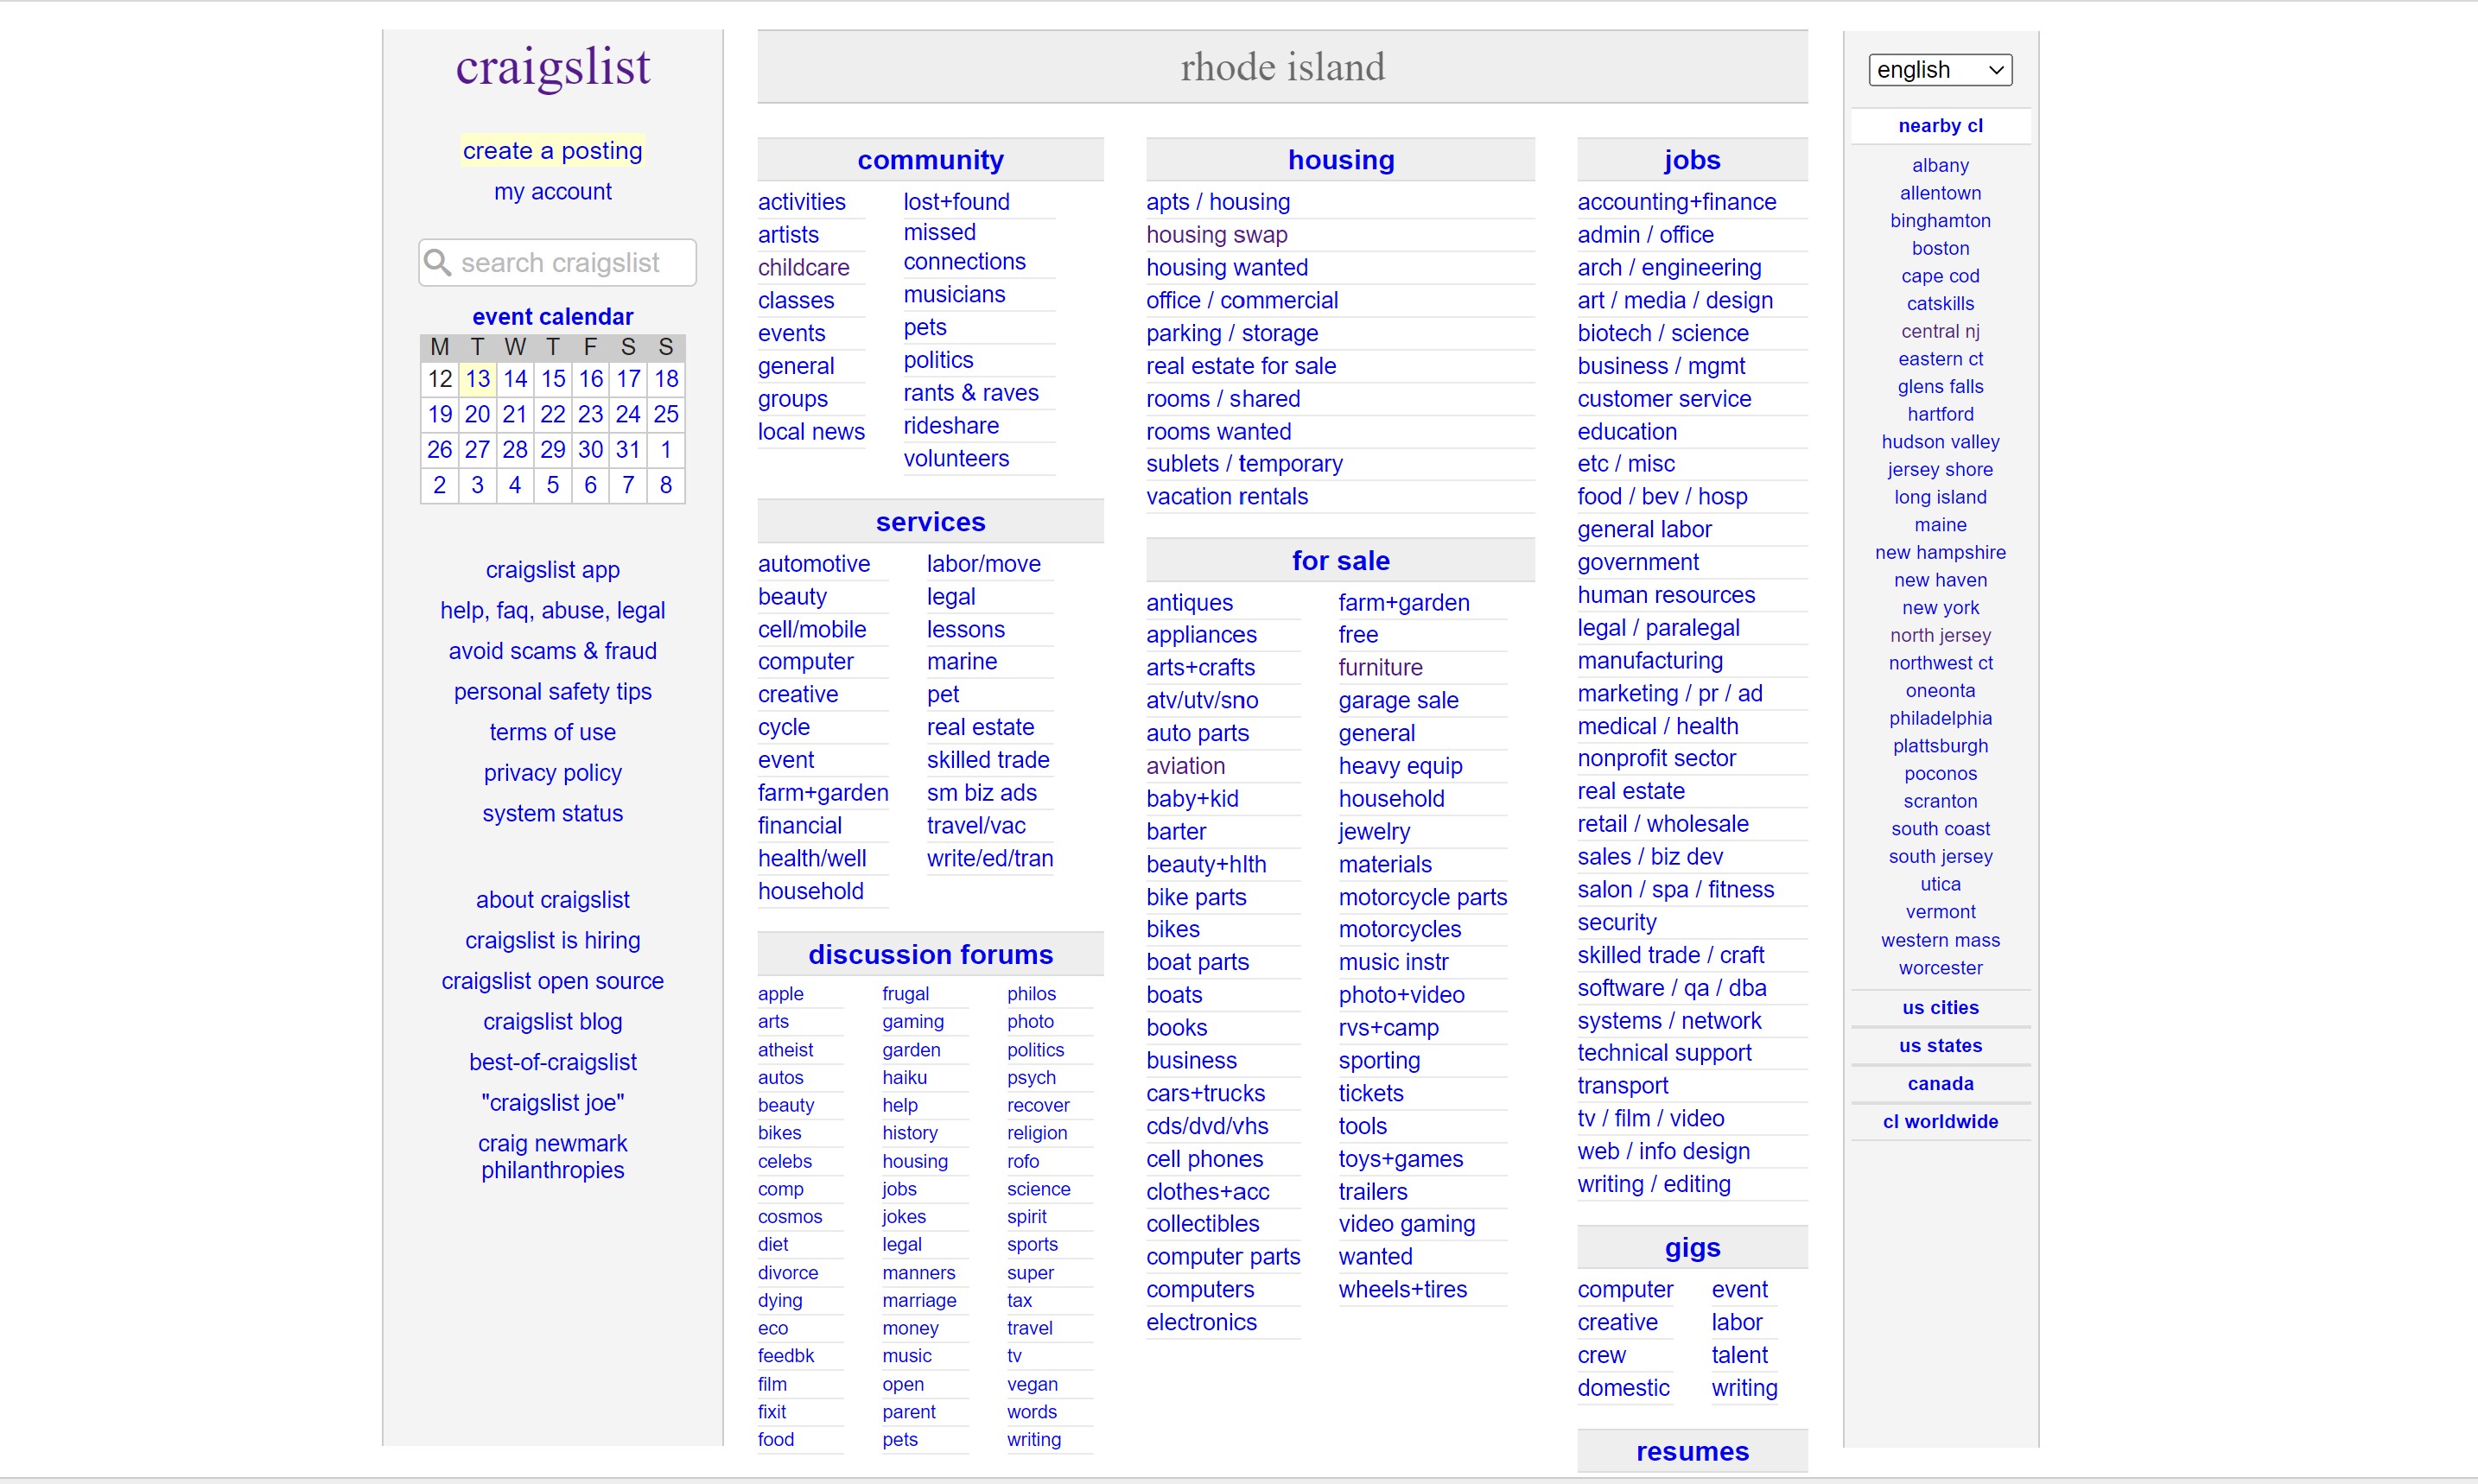 craigslist
create a posting
my account
search craigslist
event calendar
M T W T F S S
12 13 14 15 16 17 18
19 20 21 22 23 24 25
26 27 28 29 30 31 1
2 3 4 5 6 7 8
craigslist app
help, faq, abuse, legal
avoid scams & fraud
personal safety tips
terms of use
privacy policy
system status
about craigslist
craigslist is hiring
craigslist open source
craigslist blog
best-of-craigslist
"craigslist joe"
craig newmark
philanthropies
rhode island
community
activities
artists
childcare
classes
events
general
groups
local news
lost+found
missed
connections
musicians
pets
politics
rants & raves
rideshare
volunteers
services
automotive
beauty
cell/mobile
computer
creative
cycle
event
farm+garden
financial
health/well
household
labor/move
legal
lessons
marine
pet
real estate
skilled trade
sm biz ads
travel/vac
write/ed/tran
discussion forums
apple
arts
atheist
autos
beauty
bikes
celebs
comp
cosmos
diet
divorce
dying
eco
feedbk
film
fixit
food
frugal
gaming
garden
haiku
help
history
housing
jobs
jokes
legal
manners
marriage
money
music
open
parent
pets
philos
photo
politics
psych
recover
religion
rofo
science
spirit
sports
super
tax
travel
tv
vegan
words
writing
housing
apts / housing
housing swap
housing wanted
office / commercial
parking / storage
real estate for sale
rooms / shared
rooms wanted
sublets / temporary
vacation rentals
for sale
antiques
appliances
arts+crafts
atv/utv/sno
auto parts
aviation
baby+kid
barter
beauty+hlth
bike parts
bikes
boat parts
boats
books
business
cars+trucks
cds/dvd/vhs
cell phones
clothes+acc
collectibles
computer parts
computers
electronics
farm+garden
free
furniture
garage sale
general
heavy equip
household
jewelry
materials
motorcycle parts
motorcycles
music instr
photo+video
rvs+camp
sporting
tickets
tools
toys+games
trailers
video gaming
wanted
wheels+tires
jobs
accounting+finance
admin / office
arch / engineering
art / media / design
biotech / science
business / mgmt
customer service
education
etc / misc
food / bev / hosp
general labor
government
human resources
legal / paralegal
manufacturing
marketing / pr / ad
medical / health
nonprofit sector
real estate
retail / wholesale
sales / biz dev
salon / spa / fitness
security
skilled trade / craft
software / qa / dba
systems / network
technical support
transport
tv / film / video
web / info design
writing / editing
gigs
computer
creative
crew
domestic
event
labor
talent
writing
resumes
english
nearby cl
albany
allentown
binghamton
boston
cape cod
catskills
central nj
eastern ct
glens falls
hartford
hudson valley
jersey shore
long island
maine
new hampshire
new haven
new york
north jersey
northwest ct
oneonta
philadelphia
plattsburgh
poconos
scranton
south coast
south jersey
utica
vermont
western mass
worcester
us cities
us states
canada
cl worldwide